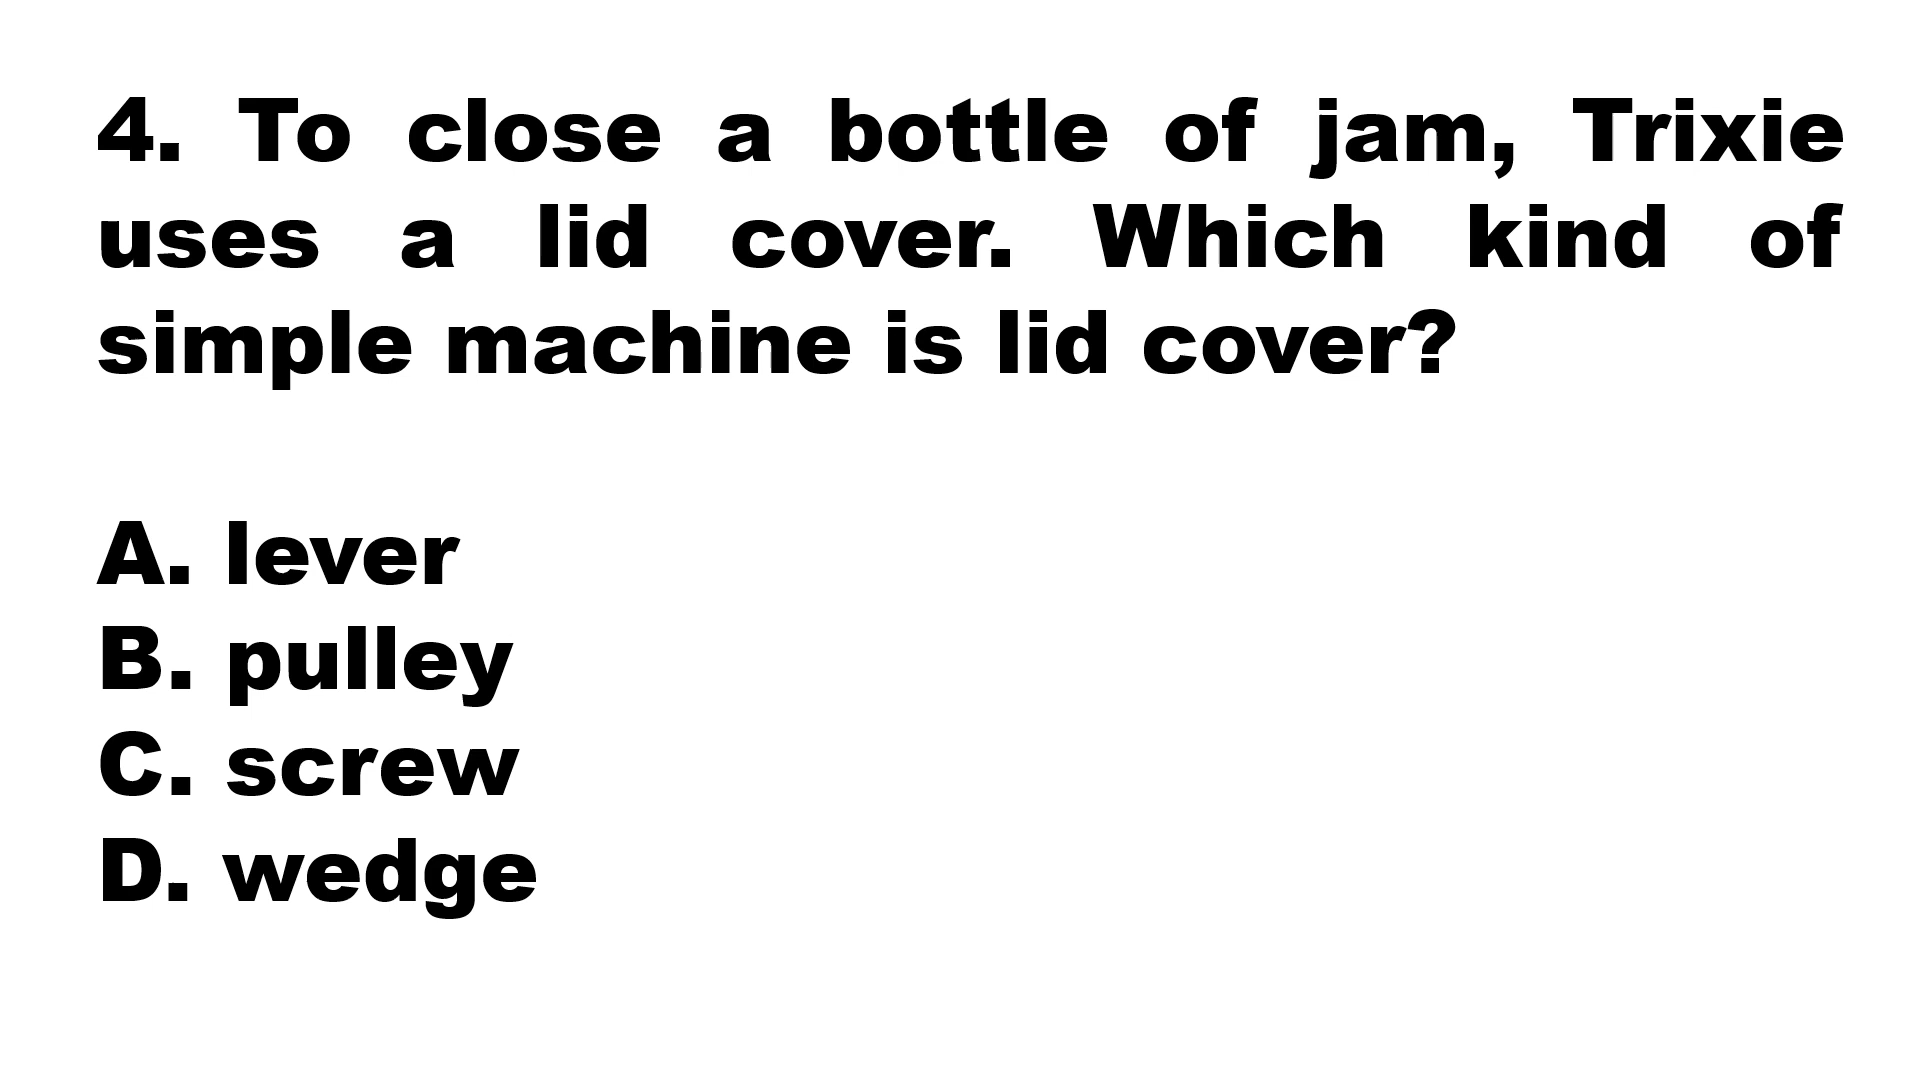 4. To close a bottle of jam, Trixie
uses a lid cover. Which kind of
simple machine is lid cover?
A. lever
B. pulley
C. screw
D. wedge